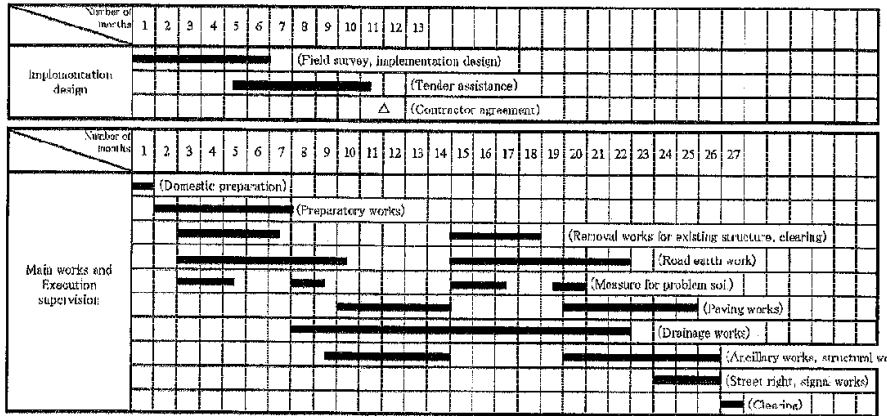 Number of
months
1 2 3 4 5 6 7 8 9 10 11 12 13
Implementation
design
(Field survey, implementation design)
(Tender assistance)
(Contractor agreement)
Number of
months
1 2 3 4 5 6 7 8 9 10 11 12 13 14 15 16 17 18 19 20 21 22 23 24 25 26 27
Main works and
Execution
supervision
(Domestic preparation)
(Preparatory works)
(Removal works for existing structure, clearing)
(Road earth work)
(Measure for problem soil)
(Paving works)
(Drainage works)
(Ancillary works, structural wo
(Street right, signal works)
(Clearing)